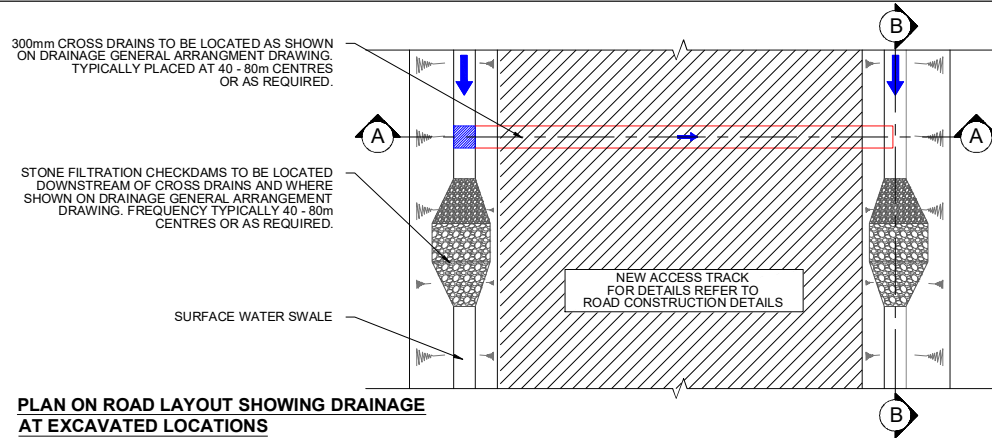 300mm CROSS DRAINS TO BE LOCATED AS SHOWN
ON DRAINAGE GENERAL ARRANGMENT DRAWING.
TYPICALLY PLACED AT 40 - 80m CENTRES
OR AS REQUIRED.
B
A
A
STONE FILTRATION CHECKDAMS TO BE LOCATED
DOWNSTREAM OF CROSS DRAINS AND WHERE
SHOWN ON DRAINAGE GENERAL ARRANGEMENT
DRAWING. FREQUENCY TYPICALLY 40 - 80m
CENTRES OR AS REQUIRED.
NEW ACCESS TRACK
FOR DETAILS REFER TO
ROAD CONSTRUCTION DETAILS
SURFACE WATER SWALE
B
PLAN ON ROAD LAYOUT SHOWING DRAINAGE
AT EXCAVATED LOCATIONS